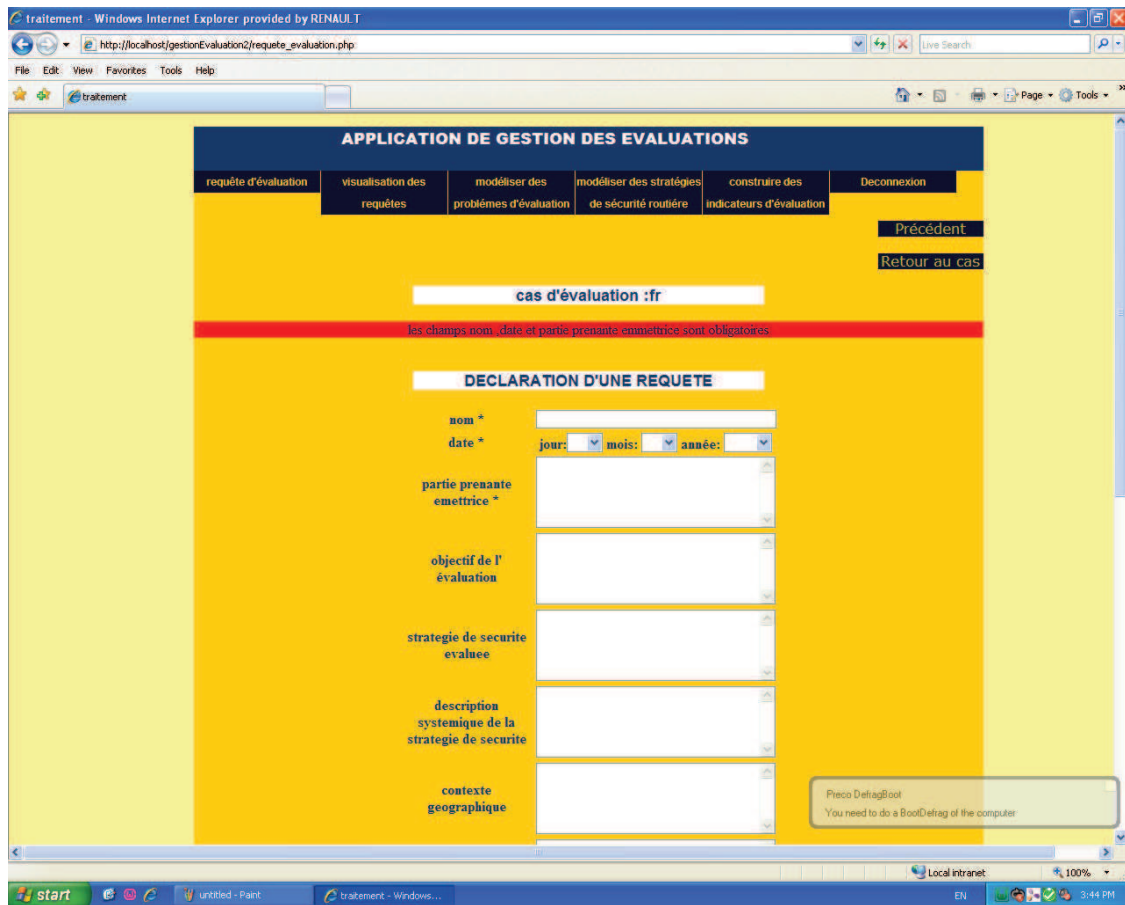 traitement - Windows Internet Explorer provided by RENAULT
http://localhost/gestionEvaluation2/requete_evaluation.php
Live Search
File Edit View Favorites Tools Help
traitement
Page Tools
APPLICATION DE GESTION DES EVALUATIONS
requête d'évaluation
visualisation des
requêtes
modéliser des
problémes d'évaluation
modéliser des stratégies
de sécurité routiére
construire des
indicateurs d'évaluation
Deconnexion
Précédent
Retour au cas
cas d'évaluation :fr
les champs nom ,date et partie prenante emmettrice sont obligatoires
DECLARATION D'UNE REQUETE
nom *
date * jour: mois: année:
partie prenante
emettrice *
objectif de l'
évaluation
strategie de securite
evaluee
description
systemique de la
strategie de securite
contexte
geographique
Preco DefragBoot
You need to do a BootDefrag of the computer
Local intranet 100%
start untitled - Paint traitement - Windows... EN 3:44 PM